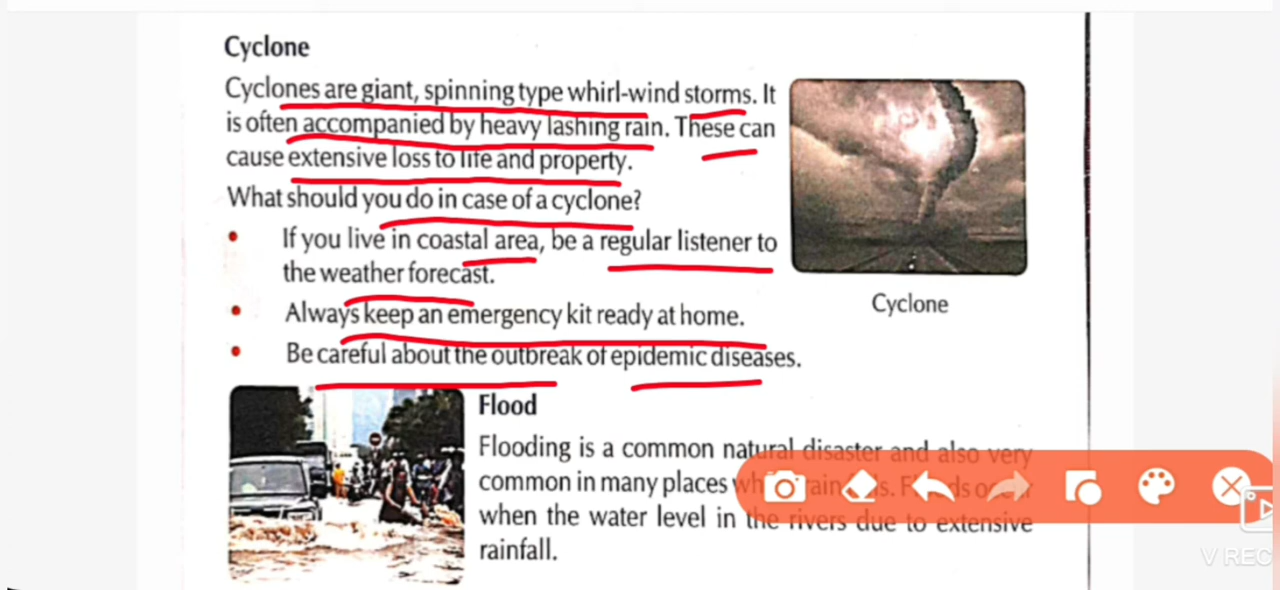 Cyclone
Cyclones are giant, spinning type whirl-wind storms. It
is often accompanied by heavy lashing rain. These can
cause extensive loss to life and property.
What should you do in case of a cyclone?
• If you live in coastal area, be a regular listener to
the weather forecast.
• Always keep an emergency kit ready at home.
• Be careful about the outbreak of epidemic diseases.
Cyclone
Flood
Flooding is a common natural disaster and also very
common in many places
when the water level in the rivers due to extensive
rainfall.
V REC